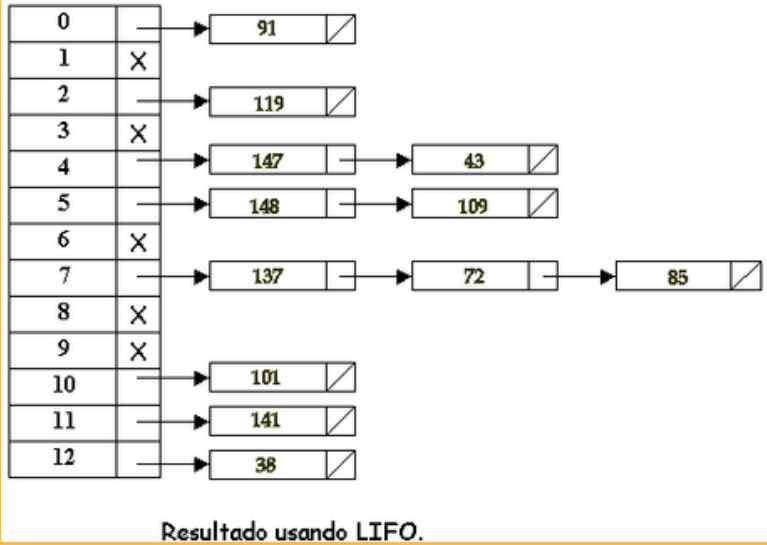 0 91
1 X
2 119
3 X
4 147 43
5 148 109
6 X
7 137 72 85
8 X
9 X
10 101
11 141
12 38
Resultado usando LIFO.